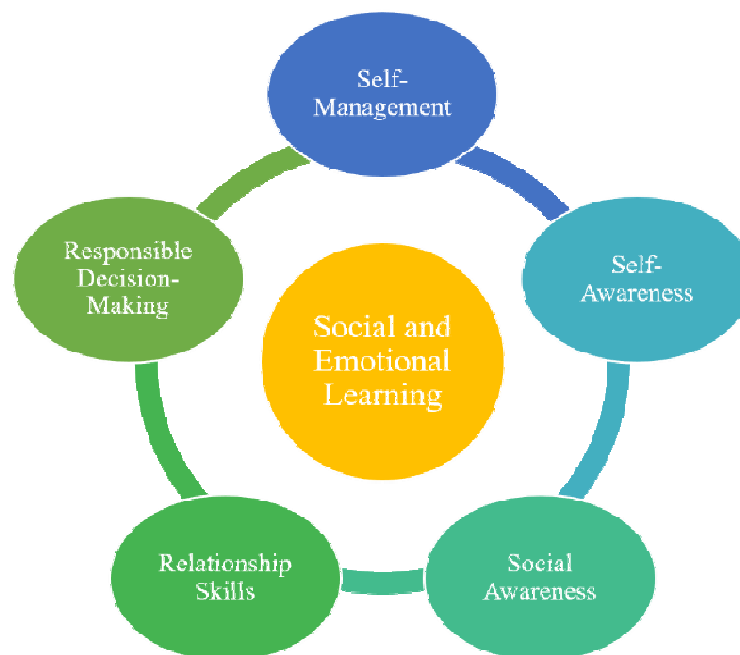 Self-
Management
Self-
Awareness
Social
Awareness
Relationship
Skills
Responsible
Decision-
Making
Social and
Emotional
Learning